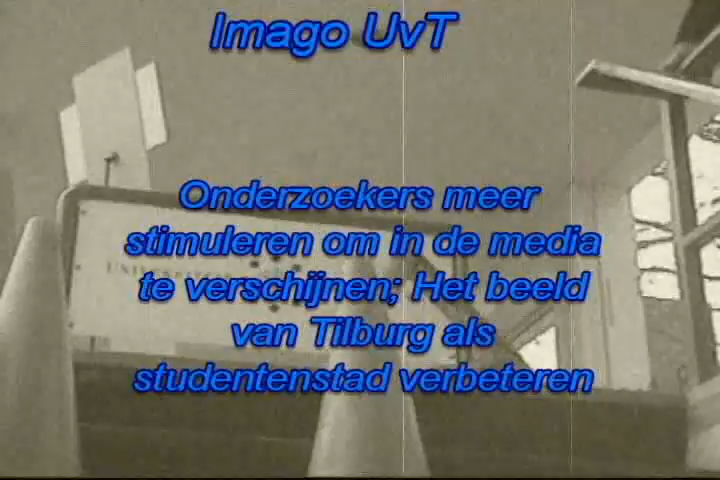 Imago UvT
Onderzoekers meer
stimuleren om in de media
te verschijnen; Het beeld
van Tilburg als
studentenstad verbeteren